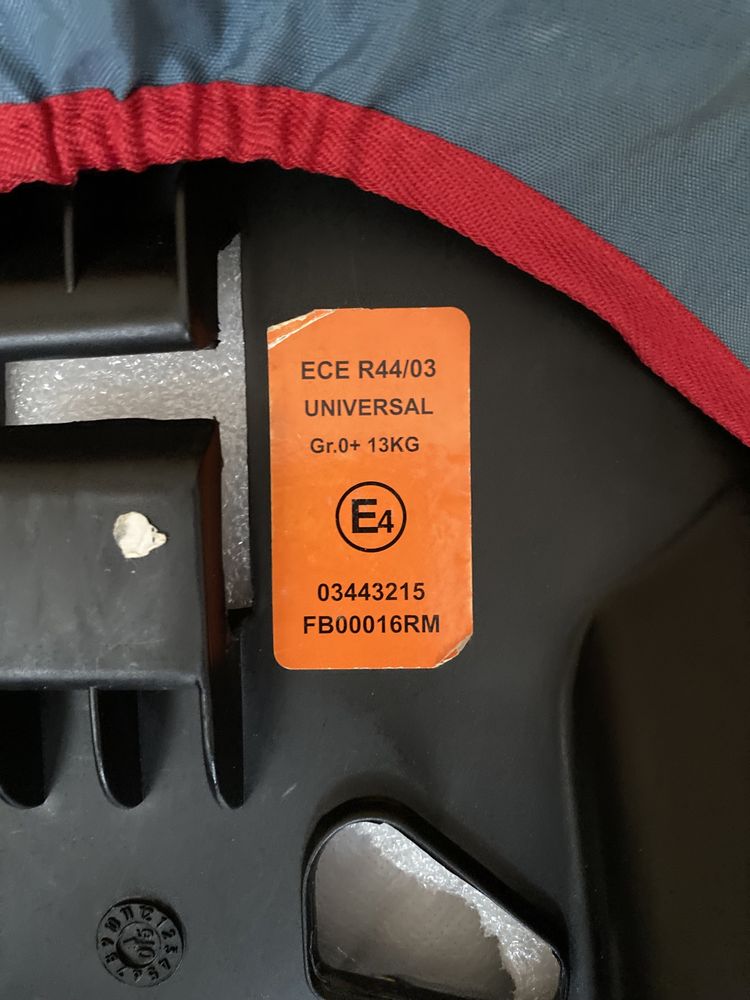 ECE R44/03
UNIVERSAL
Gr.0+ 13KG
E4
03443215
FB00016RM